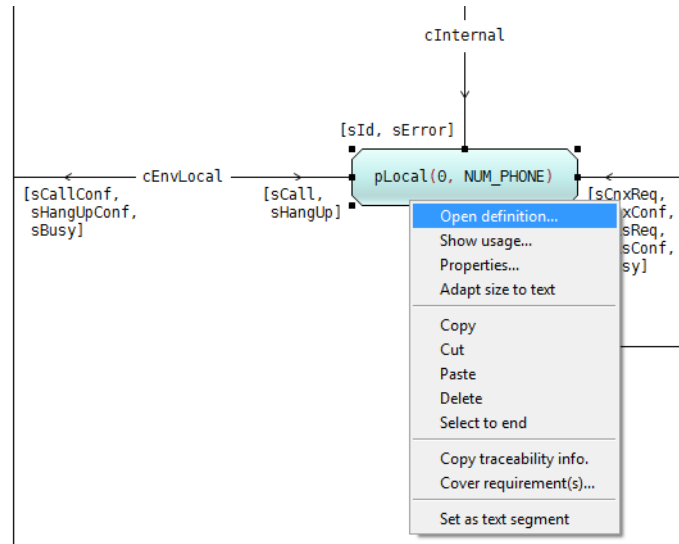 cInternal
[sId, sError]
cEnvLocal
pLocal(0, NUM_PHONE)
[sCallConf,
sHangUpConf,
sBusy]
[sCall,
sHangUp]
[sCnxReq,
xConf,
sReq,
sConf,
sy]
Open definition...
Show usage...
Properties...
Adapt size to text
Copy
Cut
Paste
Delete
Select to end
Copy traceability info.
Cover requirement(s)...
Set as text segment